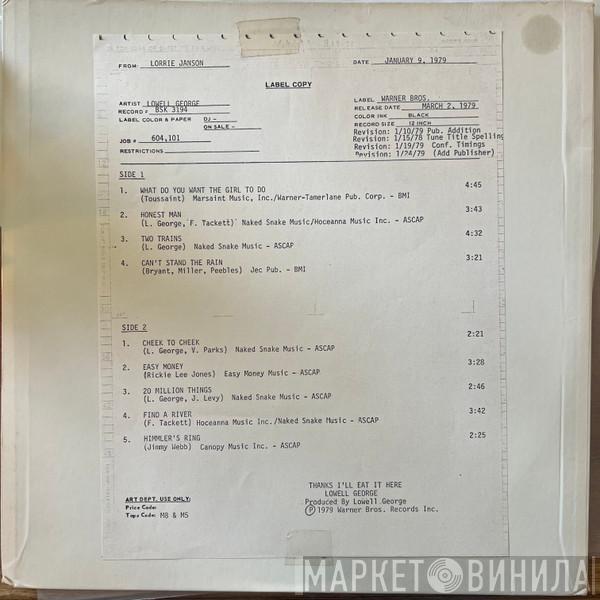 FROM: LORRIE JANSON DATE JANUARY 9, 1979
LABEL COPY
ARTIST LOWELL GEORGE LABEL WARNER BROS.
RECORD # BSK 3194 RELEASE DATE MARCH 2, 1979
LABEL COLOR & PAPER DJ - COLOR INK BLACK
ON SALE - RECORD SIZE 12 INCH
Revision: 1/10/79 Pub. Addition
JOB # 604,101 Revision: 1/15/78 Tune Title Spelling
Revision: 1/19/79 Conf. Timings
RESTRICTIONS Revision: 1/24/79 (Add Publisher)
SIDE 1
1. WHAT DO YOU WANT THE GIRL TO DO 4:45
(Toussaint) Marsaint Music, Inc./Warner-Tamerlane Pub. Corp. - BMI
2. HONEST MAN 3:43
(L. George, F. Tackett) Naked Snake Music/Hoceanna Music Inc. - ASCAP
3. TWO TRAINS 4:32
(L. George) Naked Snake Music - ASCAP
4. CAN'T STAND THE RAIN 3:21
(Bryant, Miller, Peebles) Jec Pub. - BMI
SIDE 2
1. CHEEK TO CHEEK 2:21
(L. George, V. Parks) Naked Snake Music - ASCAP
2. EASY MONEY 3:28
(Rickie Lee Jones) Easy Money Music - ASCAP
3. 20 MILLION THINGS 2:46
(L. George, J. Levy) Naked Snake Music - ASCAP
4. FIND A RIVER 3:42
(F. Tackett) Hoceanna Music Inc./Naked Snake Music - ASCAP
5. HIMMLER'S RING 2:25
(Jimmy Webb) Canopy Music Inc. - ASCAP
THANKS I'LL EAT IT HERE
LOWELL GEORGE
ART DEPT. USE ONLY: Produced By Lowell George
Price Code: ℗1979 Warner Bros. Records Inc.
Tape Code: M8 & M5
МАРКЕТ ВИНИЛА